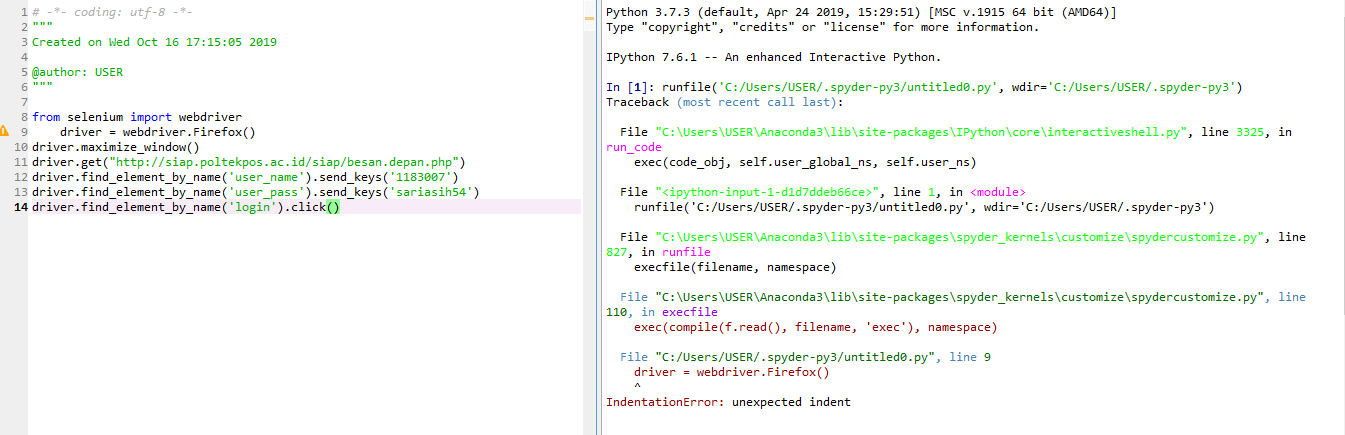 1 # -*- coding: utf-8 -*-
2 """
3 Created on Wed Oct 16 17:15:05 2019
4
5 @author: USER
6 """
7
8 from selenium import webdriver
9     driver = webdriver.Firefox()
10 driver.maximize_window()
11 driver.get("http://siap.poltekpos.ac.id/siap/besan.depan.php")
12 driver.find_element_by_name('user_name').send_keys('1183007')
13 driver.find_element_by_name('user_pass').send_keys('sariasih54')
14 driver.find_element_by_name('login').click()
Python 3.7.3 (default, Apr 24 2019, 15:29:51) [MSC v.1915 64 bit (AMD64)]
Type "copyright", "credits" or "license" for more information.
IPython 7.6.1 -- An enhanced Interactive Python.
In [1]: runfile('C:/Users/USER/.spyder-py3/untitled0.py', wdir='C:/Users/USER/.spyder-py3')
Traceback (most recent call last):
  File "C:\Users\USER\Anaconda3\lib\site-packages\IPython\core\interactiveshell.py", line 3325, in
run_code
    exec(code_obj, self.user_global_ns, self.user_ns)
  File "<ipython-input-1-d1d7ddeb66ce>", line 1, in <module>
    runfile('C:/Users/USER/.spyder-py3/untitled0.py', wdir='C:/Users/USER/.spyder-py3')
  File "C:\Users\USER\Anaconda3\lib\site-packages\spyder_kernels\customize\spydercustomize.py", line
827, in runfile
    execfile(filename, namespace)
  File "C:\Users\USER\Anaconda3\lib\site-packages\spyder_kernels\customize\spydercustomize.py", line
110, in execfile
    exec(compile(f.read(), filename, 'exec'), namespace)
  File "C:/Users/USER/.spyder-py3/untitled0.py", line 9
    driver = webdriver.Firefox()
    ^
IndentationError: unexpected indent